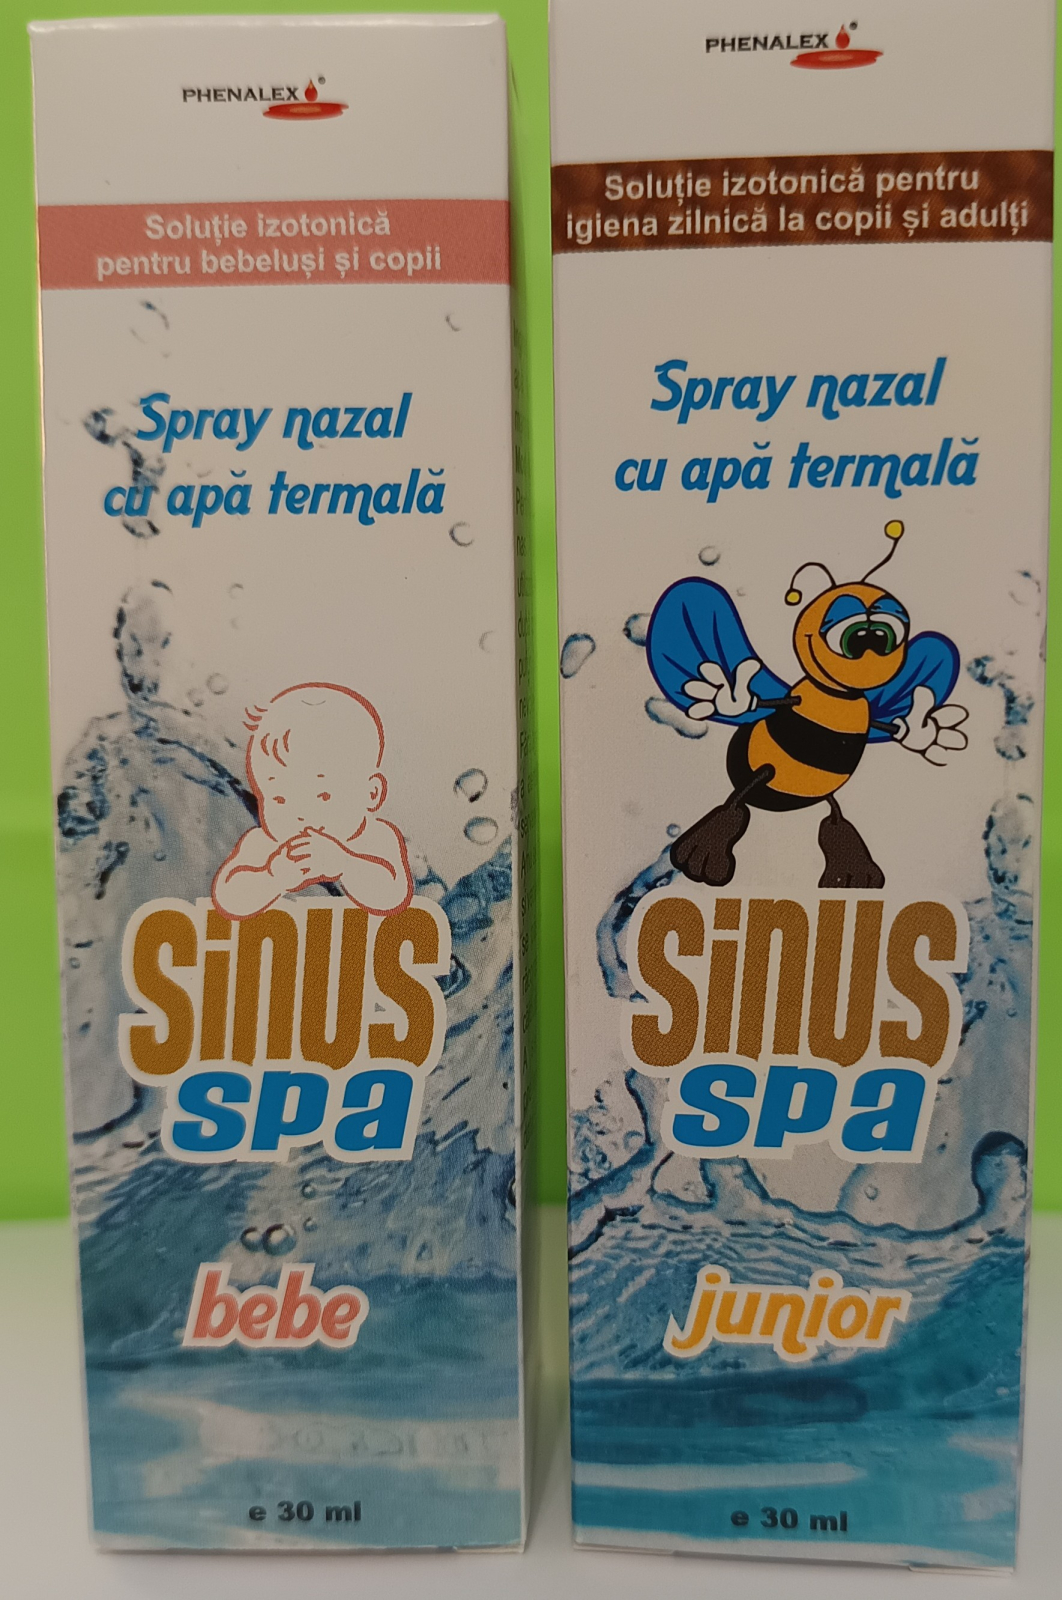 PHENALEX
Soluție izotonică
pentru bebeluși și copii
Spray nazal
cu apă termală
sinus
spa
bebe
e 30 ml
PHENALEX
Soluție izotonică pentru
igiena zilnică la copii și adulți
Spray nazal
cu apă termală
sinus
spa
junior
e 30 ml